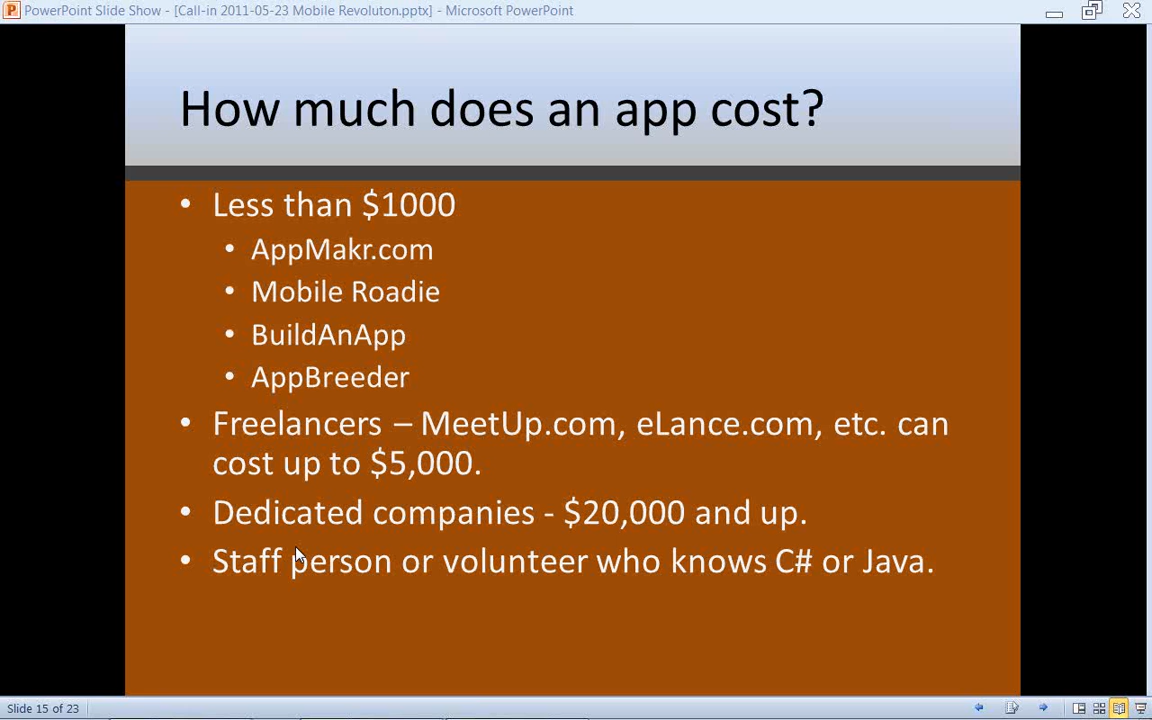 PowerPoint Slide Show - [Call-in 2011-05-23 Mobile Revoluton.pptx] - Microsoft PowerPoint
How much does an app cost?
• Less than $1000
• AppMakr.com
• Mobile Roadie
• BuildAnApp
• AppBreeder
• Freelancers – MeetUp.com, eLance.com, etc. can
cost up to $5,000.
• Dedicated companies - $20,000 and up.
• Staff person or volunteer who knows C# or Java.
Slide 15 of 23